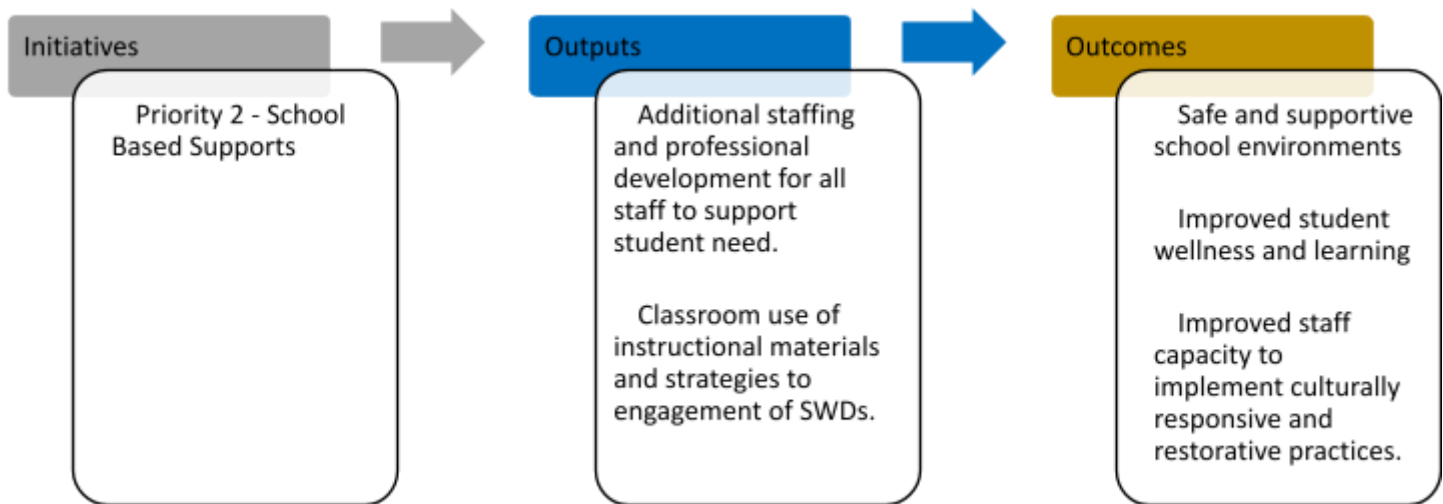 Initiatives
Priority 2 - School
Based Supports
Outputs
Additional staffing
and professional
development for all
staff to support
student need.
Classroom use of
instructional materials
and strategies to
engagement of SWDs.
Outcomes
Safe and supportive
school environments
Improved student
wellness and learning
Improved staff
capacity to
implement culturally
responsive and
restorative practices.